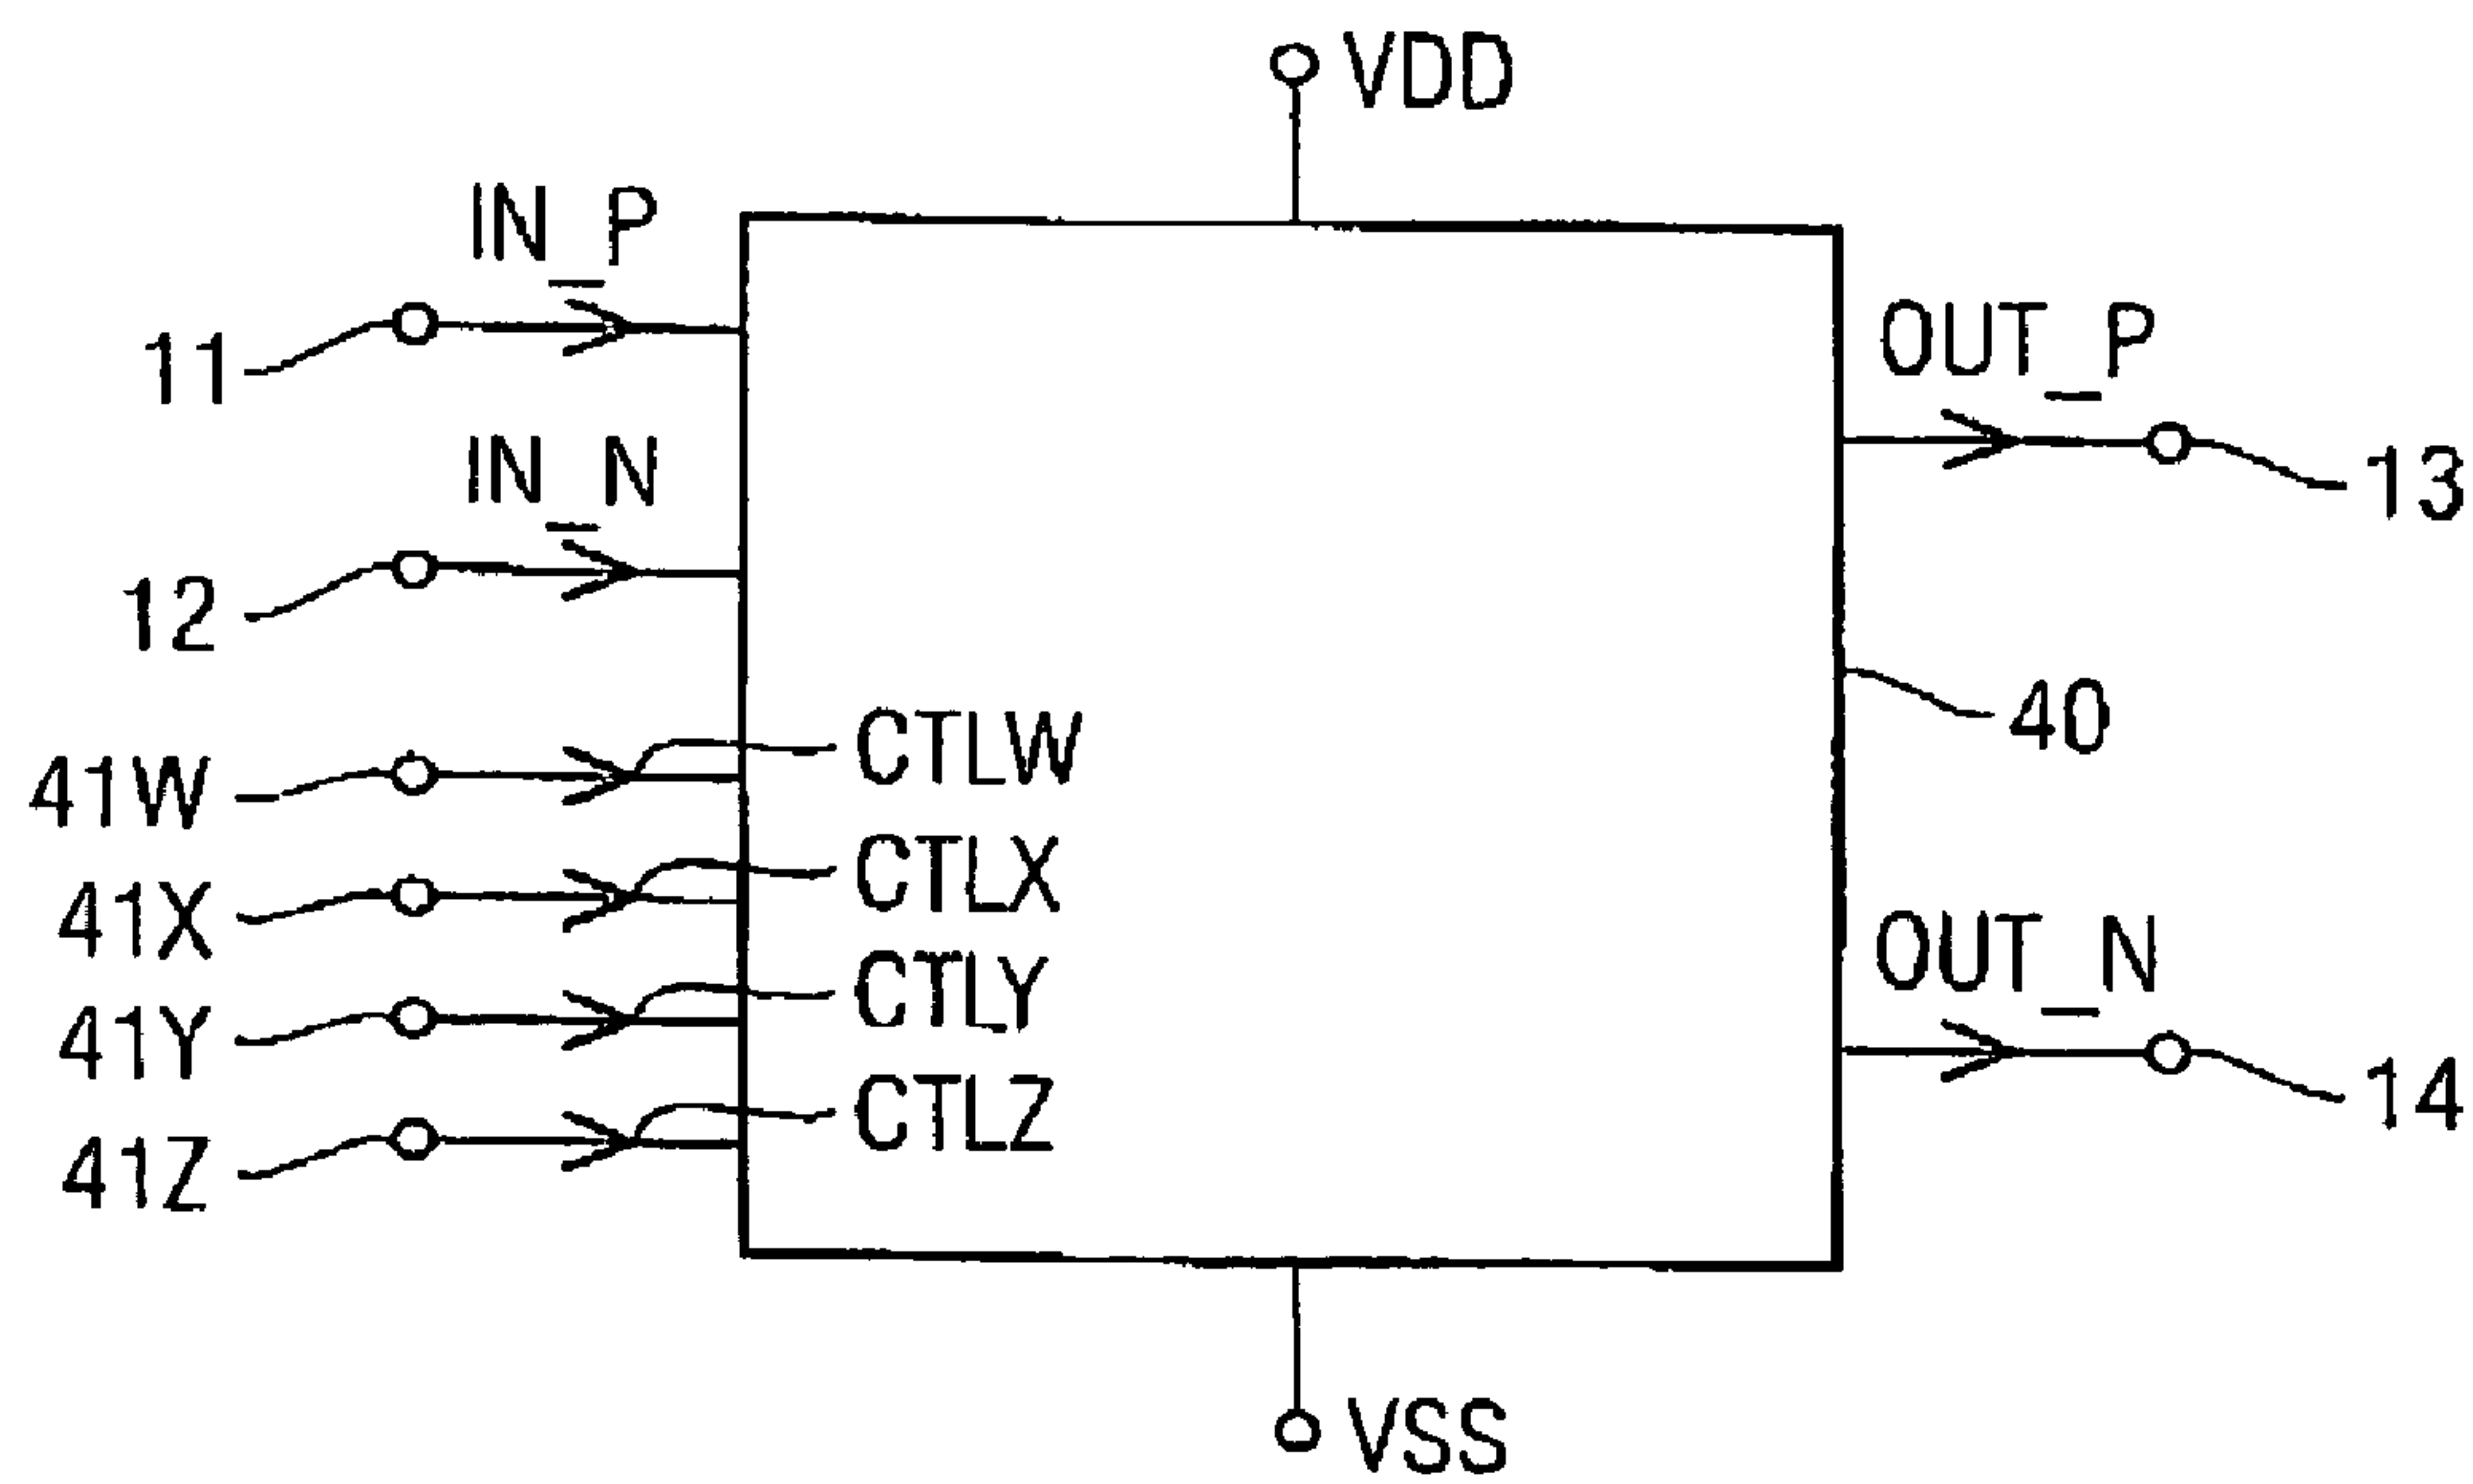 VDD
IN_P
11
OUT_P
13
IN_N
12
40
CTLW
41W
CTLX
41X
CTLY
41Y
CTLZ
41Z
OUT_N
14
VSS